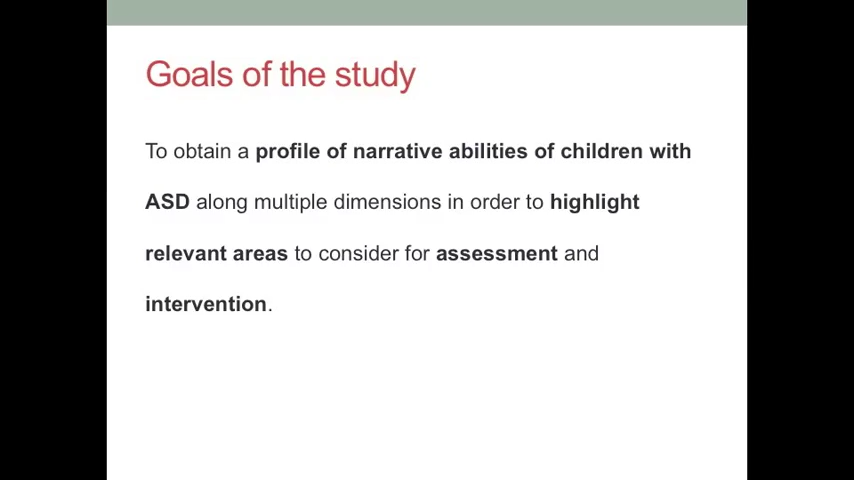 Goals of the study
To obtain a profile of narrative abilities of children with
ASD along multiple dimensions in order to highlight
relevant areas to consider for assessment and
intervention.